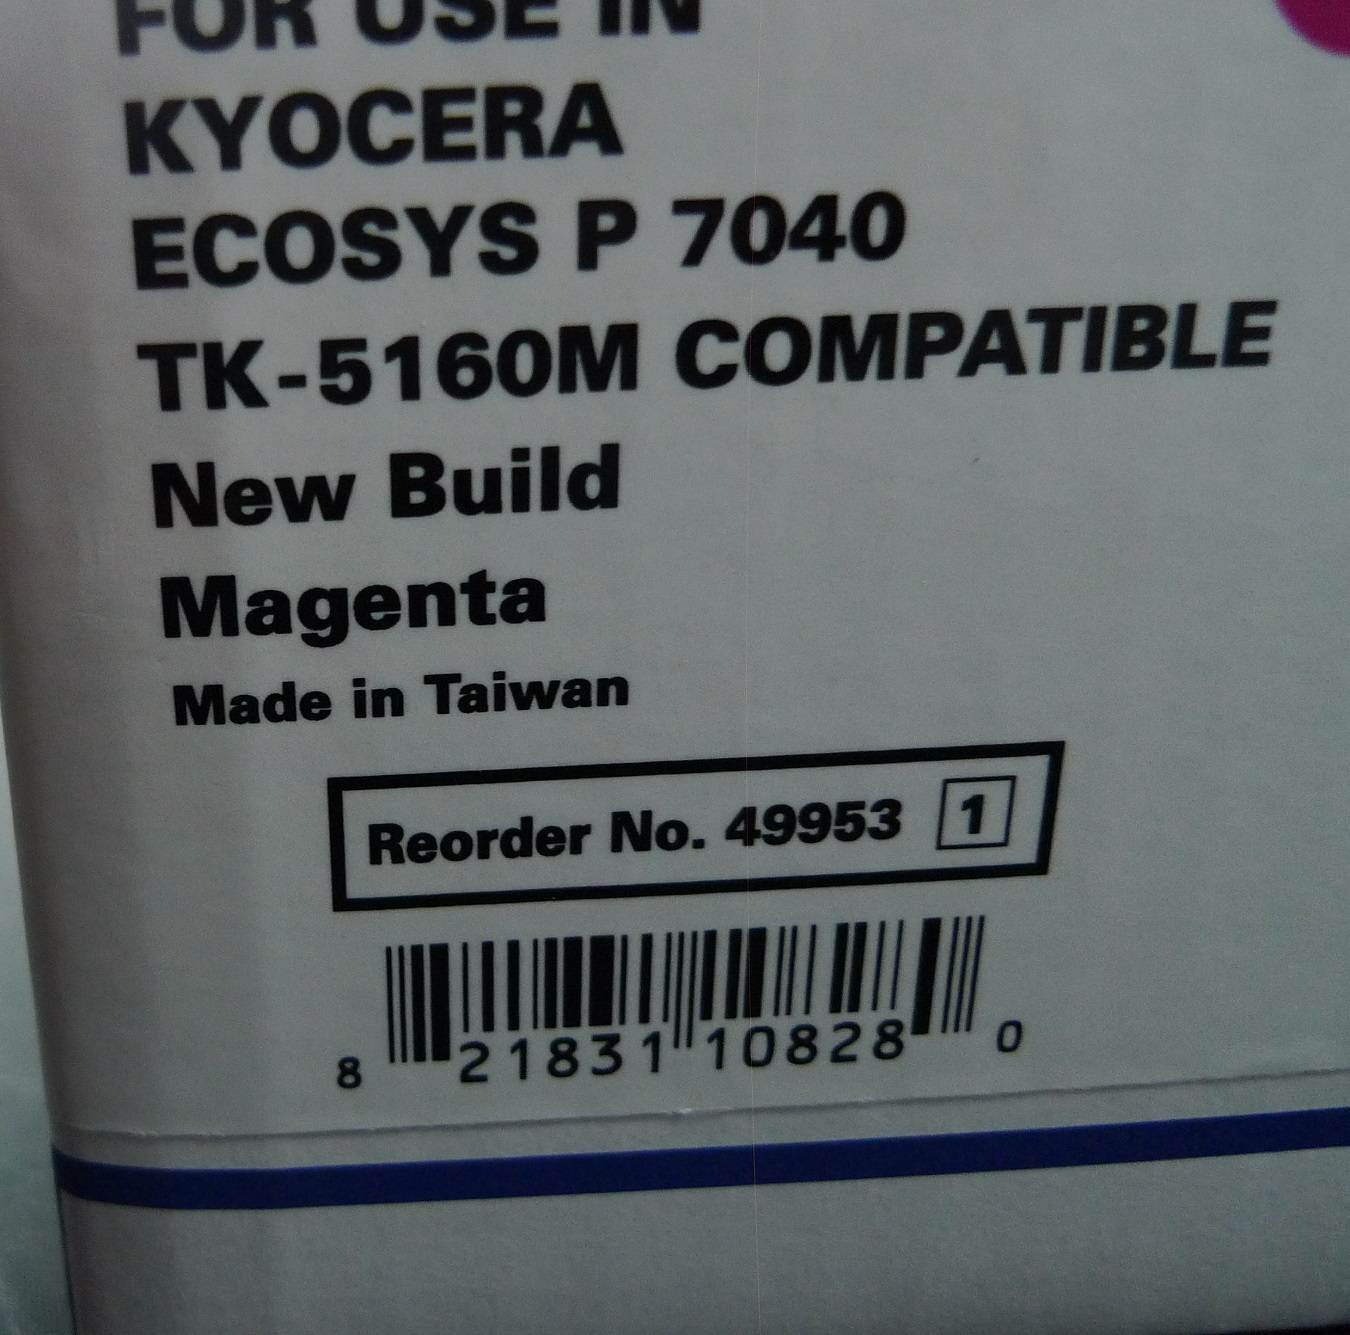 FOR USE IN
KYOCERA
ECOSYS P 7040
TK-5160M COMPATIBLE
New Build
Magenta
Made in Taiwan
Reorder No. 49953 1
8 21831 10828 0